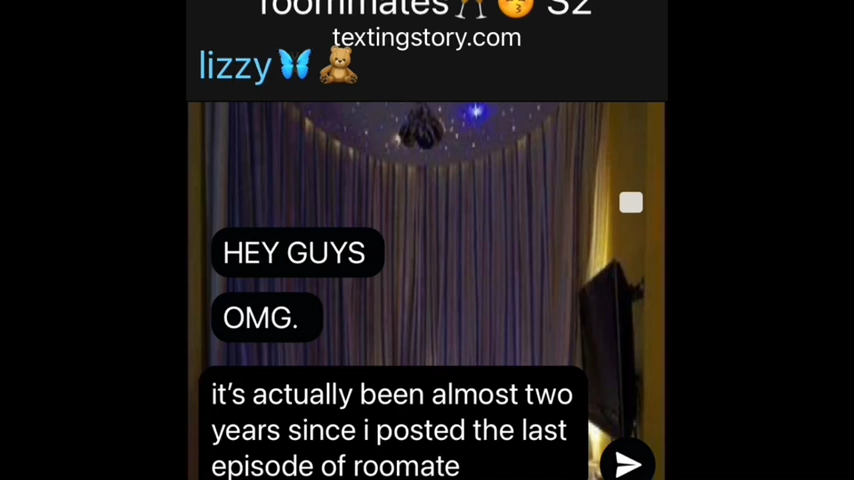 roommates🥂😚 S2
textingstory.com
lizzy🦋🧸
HEY GUYS
OMG.
it's actually been almost two
years since i posted the last
episode of roomate